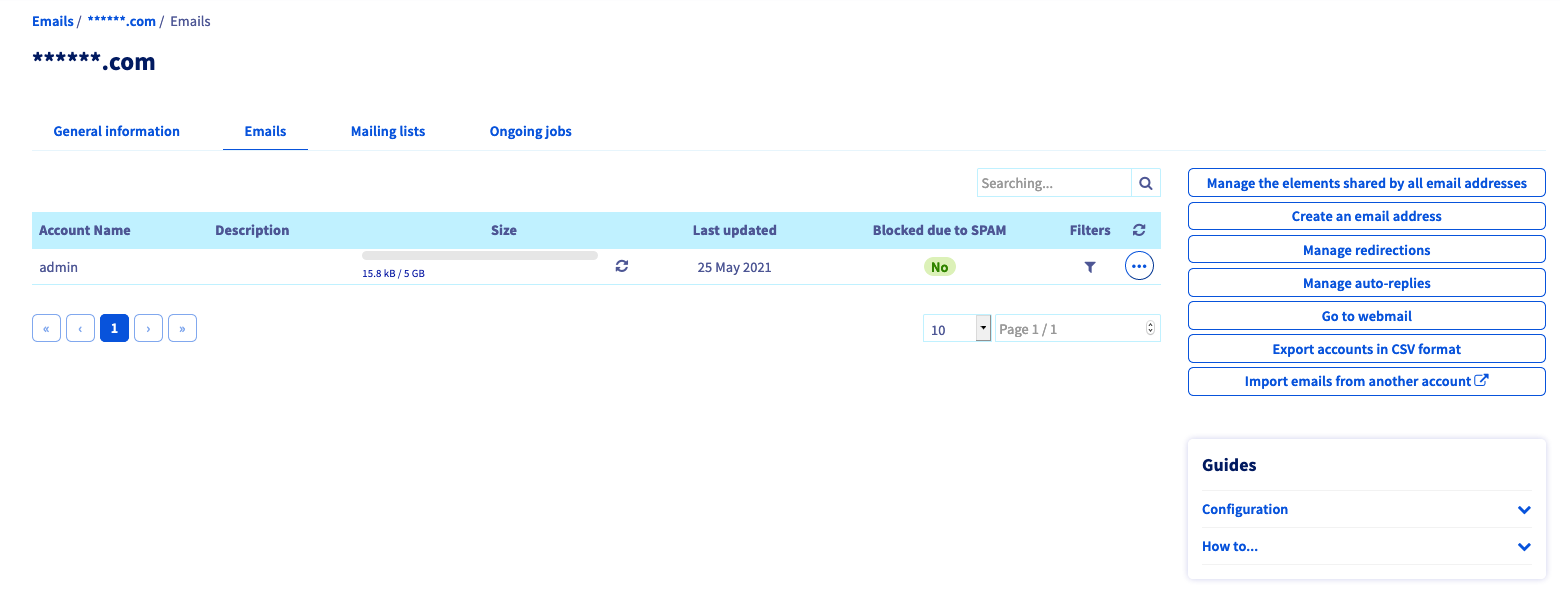 Emails / ******.com / Emails
******.com
General information Emails Mailing lists Ongoing jobs
Searching...
Account Name Description Size Last updated Blocked due to SPAM Filters
admin 15.8 kB / 5 GB 25 May 2021 No
« ‹ 1 › »
10 Page 1 / 1
Manage the elements shared by all email addresses
Create an email address
Manage redirections
Manage auto-replies
Go to webmail
Export accounts in CSV format
Import emails from another account
Guides
Configuration
How to...